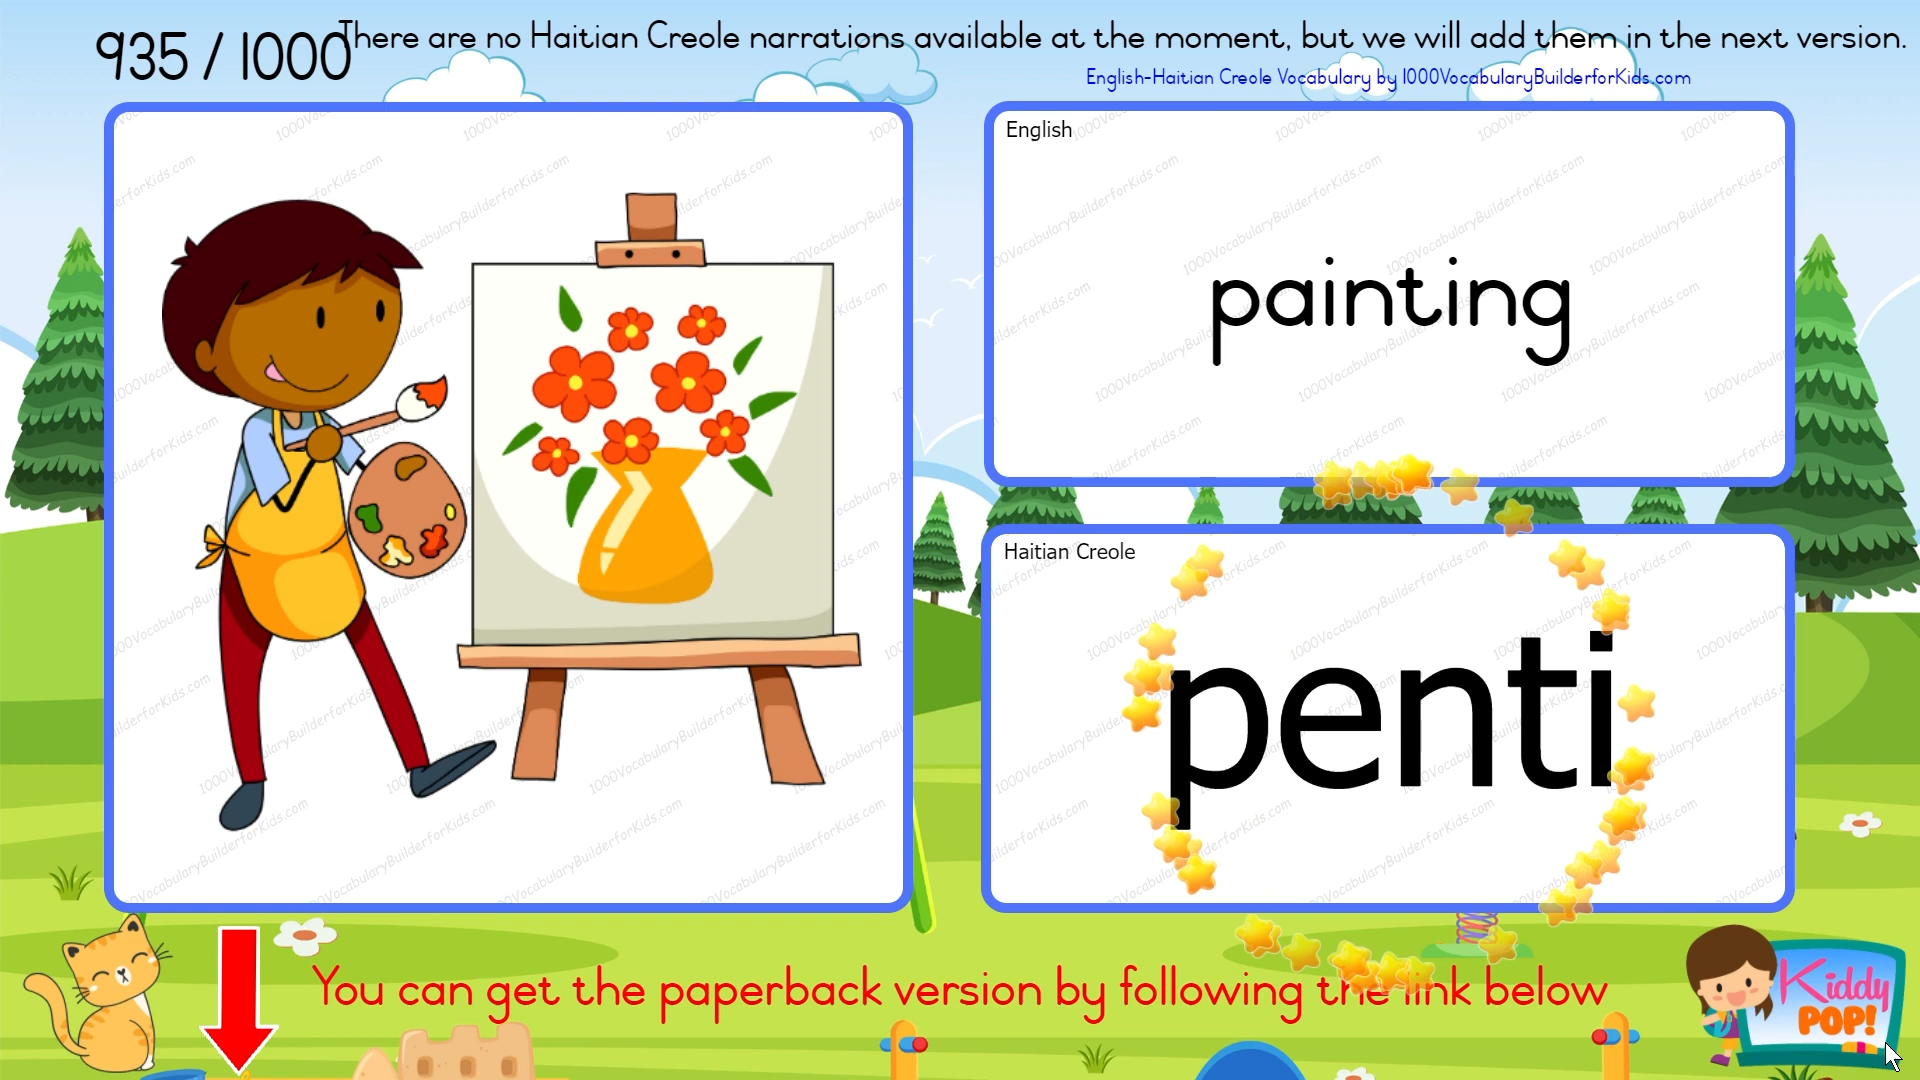 935 / 1000
There are no Haitian Creole narrations available at the moment, but we will add them in the next version.
English-Haitian Creole Vocabulary by 1000VocabularyBuilderforKids.com
English
painting
Haitian Creole
penti
You can get the paperback version by following the link below
Kiddy
POP!
1000VocabularyBuilderforKids.com